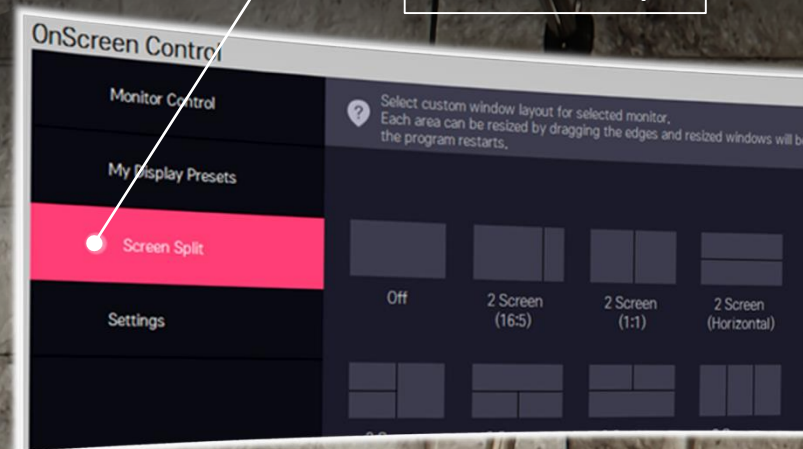 OnScreen Control
Monitor Control
My Display Presets
Screen Split
Settings
Select custom window layout for selected monitor.
Each area can be resized by dragging the edges and resized windows will be
the program restarts.
Off
2 Screen
(16:5)
2 Screen
(1:1)
2 Screen
(Horizontal)